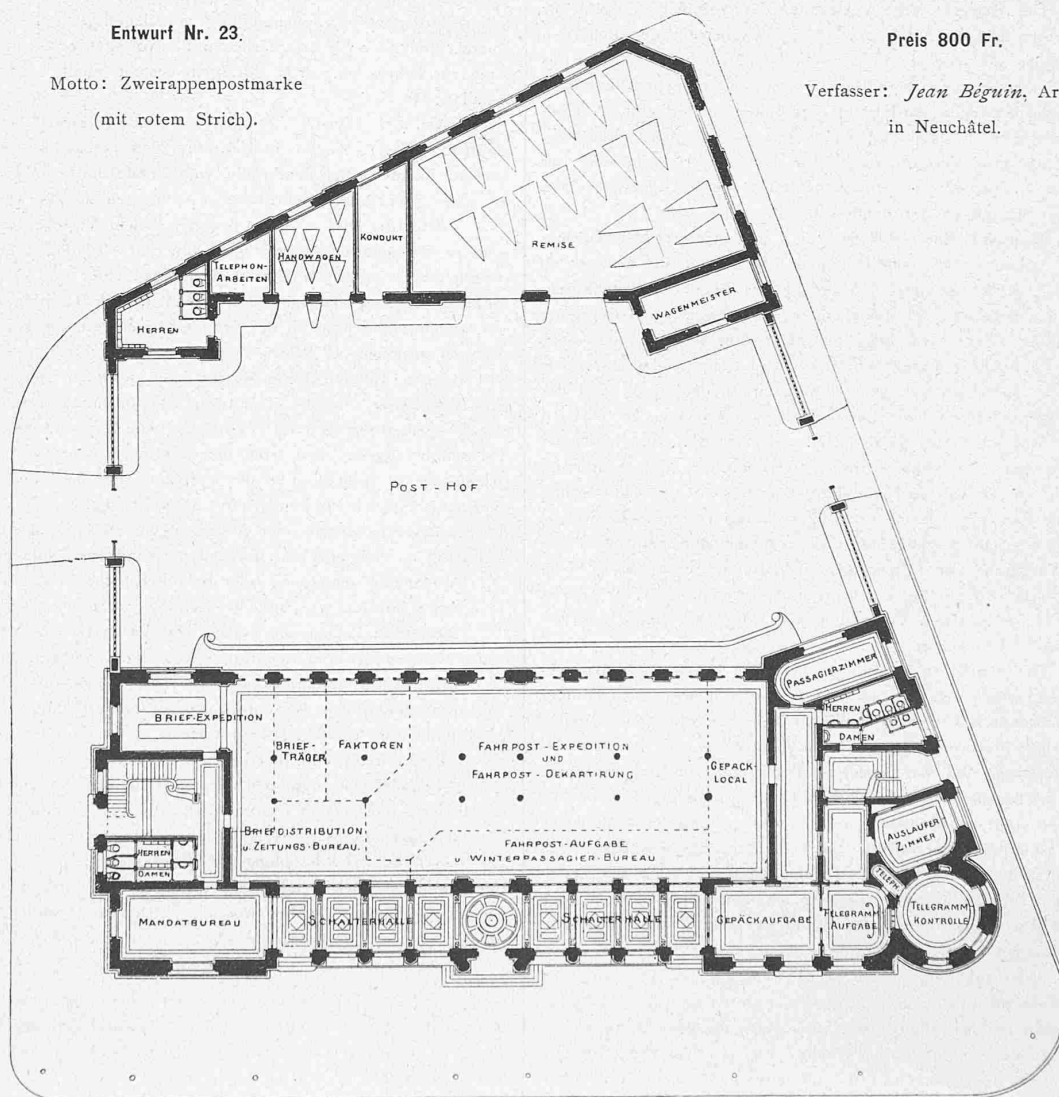 Entwurf Nr. 23.
Motto: Zweirappenpostmarke
(mit rotem Strich).
Preis 800 Fr.
Verfasser: Jean Béguin, Ar
in Neuchâtel.
REMISE
KONDUKT
HANDWAGEN
TELEPHON-
ARBEITEN
HERREN
WAGENMEISTER
POST-HOF
PASSAGIERZIMMER
HERREN
DAMEN
BRIEF-EXPEDITION
BRIEF-
TRÄGER
FAKTOREN
FAHRPOST-EXPEDITION
UND
FAHRPOST-DEKARTIRUNG
GEPÄCK-
LOCAL
BRIEFDISTRIBUTION
U. ZEITUNGS-BUREAU.
FAHRPOST-AUFGABE
U. WINTERPASSAGIER-BUREAU
AUSLAUFER
ZIMMER
HERREN
DAMEN
TELEPH.
MANDATBUREAU
SCHALTERHALLE
SCHALTERHALLE
GEPÄCKAUFGABE
TELEGRAMM
AUFGABE
TELEGRAMM-
KONTROLLE